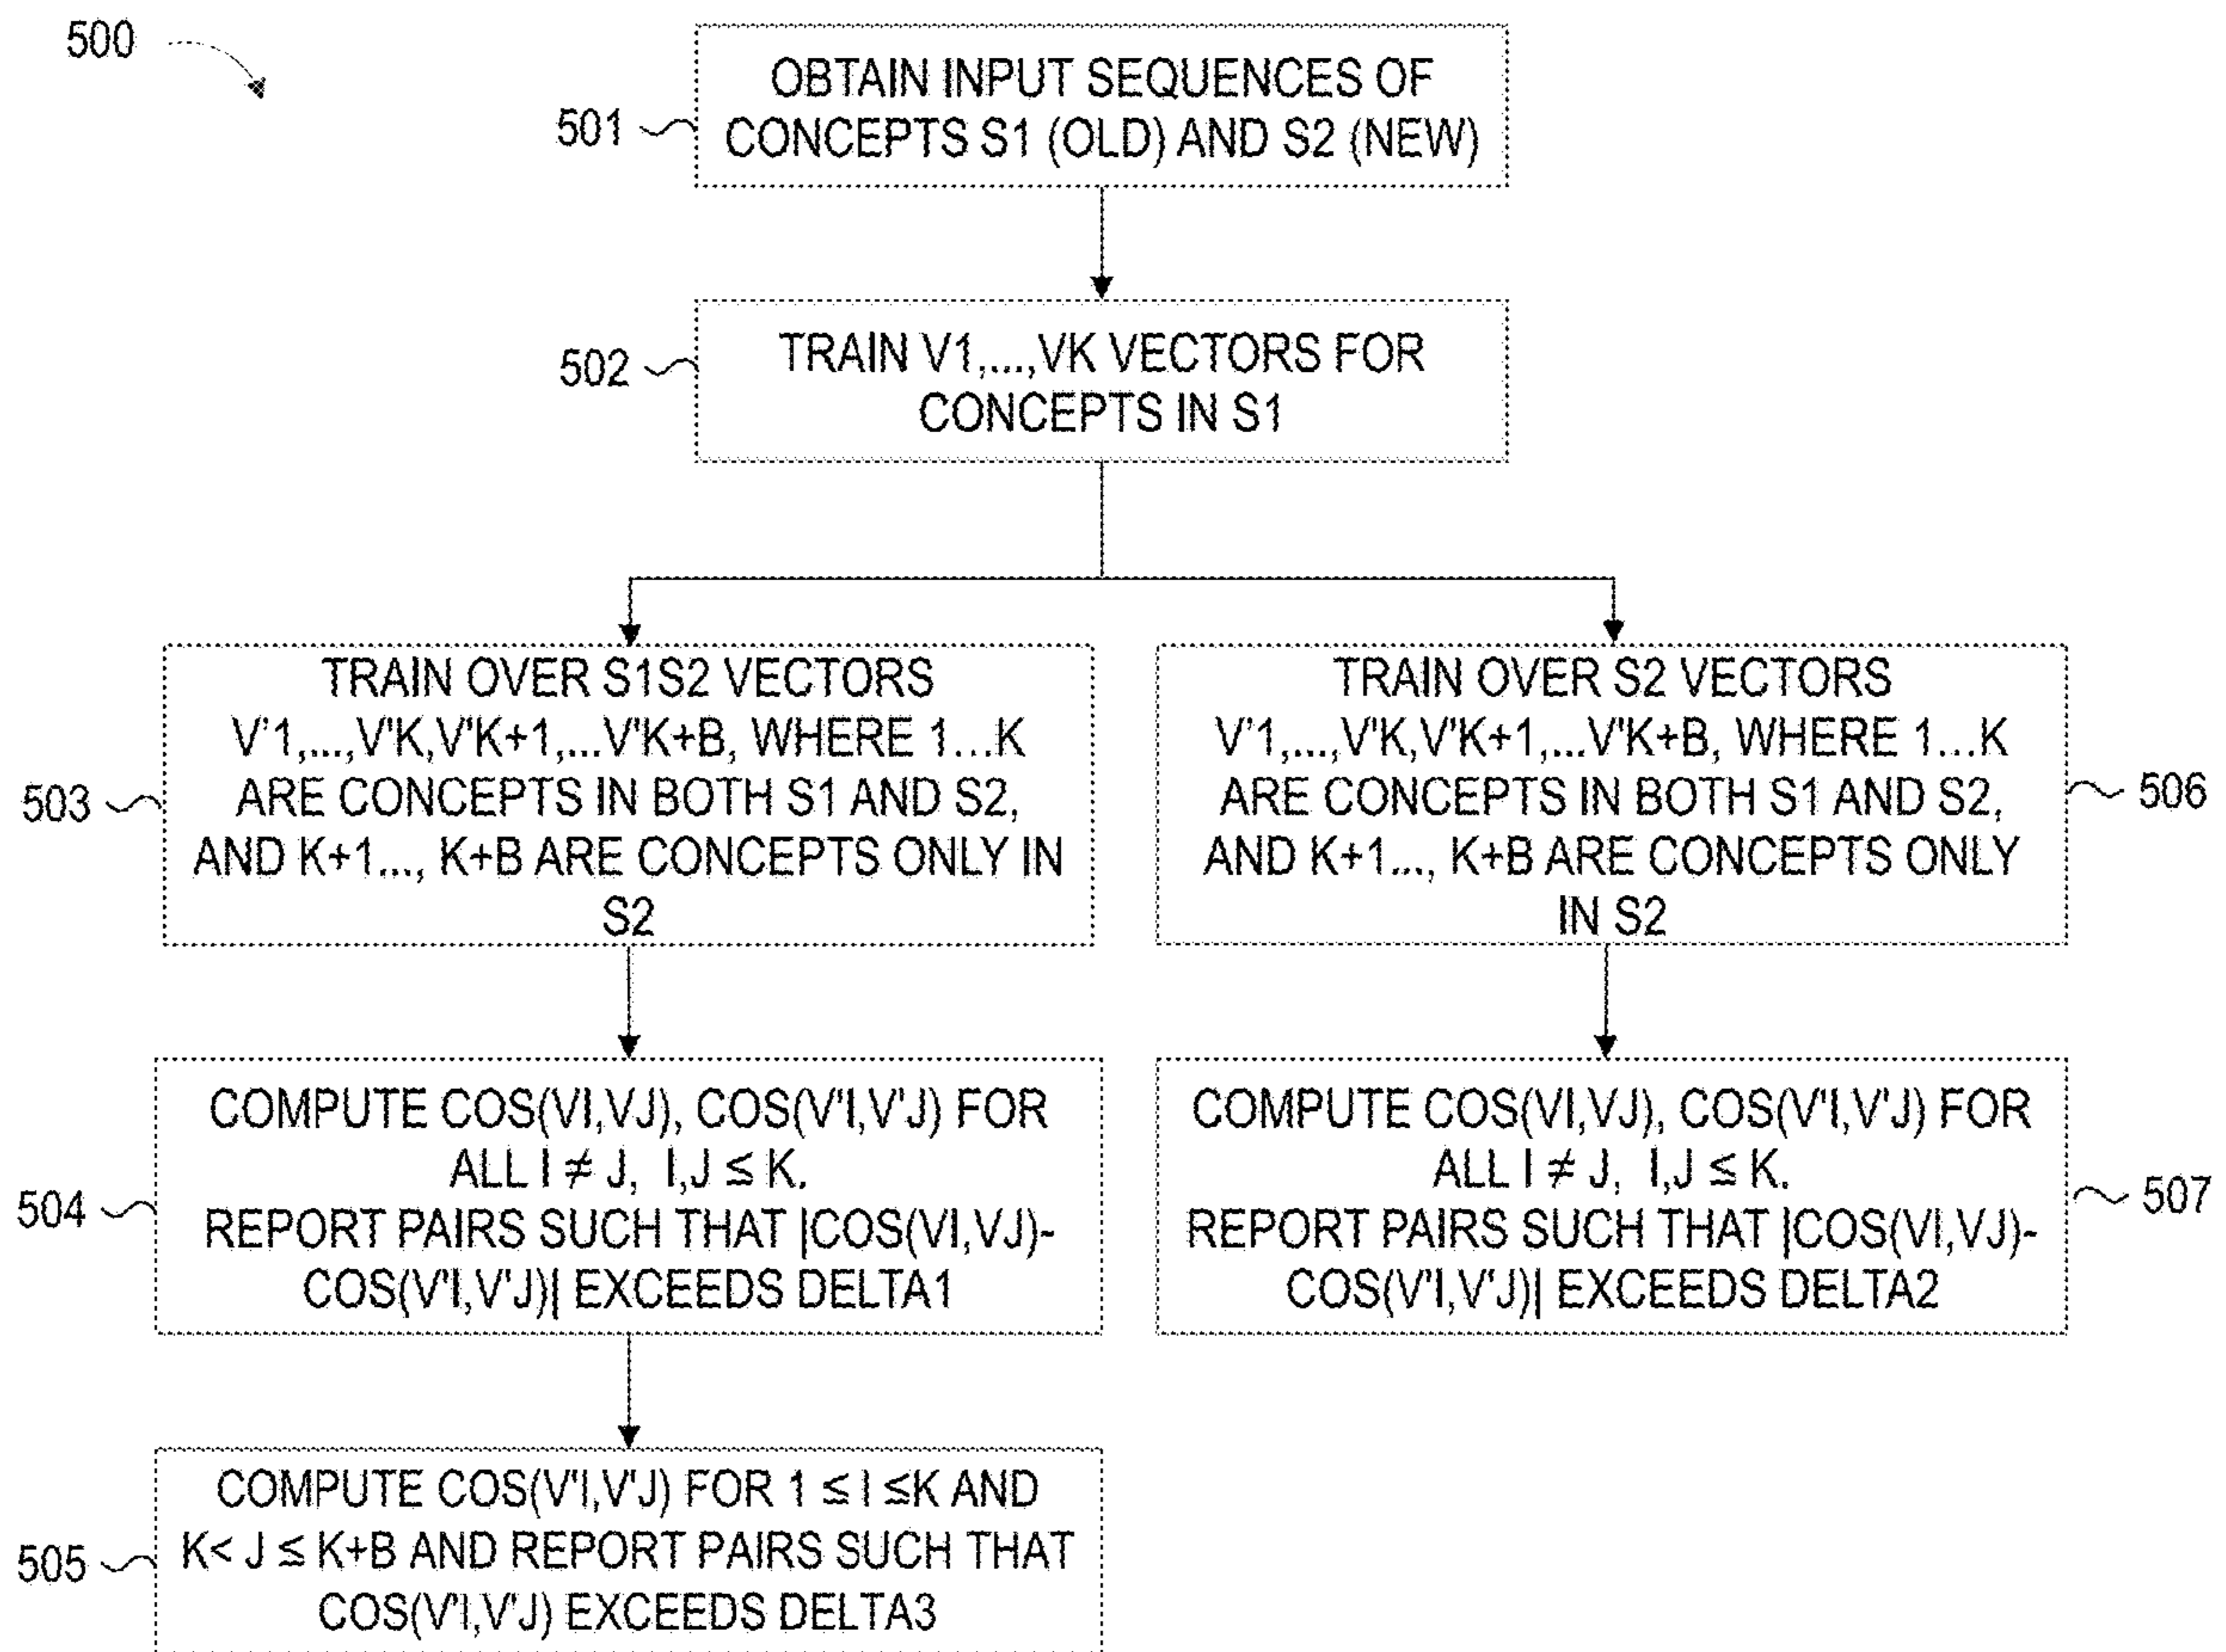 500
OBTAIN INPUT SEQUENCES OF
CONCEPTS S1 (OLD) AND S2 (NEW)
501
TRAIN V1,...,VK VECTORS FOR
CONCEPTS IN S1
502
TRAIN OVER S1S2 VECTORS
V'1,...,V'K,V'K+1,...V'K+B, WHERE 1...K
ARE CONCEPTS IN BOTH S1 AND S2,
AND K+1..., K+B ARE CONCEPTS ONLY IN
S2
503
TRAIN OVER S2 VECTORS
V'1,...,V'K,V'K+1,...V'K+B, WHERE 1...K
ARE CONCEPTS IN BOTH S1 AND S2,
AND K+1..., K+B ARE CONCEPTS ONLY
IN S2
506
COMPUTE COS(VI,VJ), COS(V'I,V'J) FOR
ALL I ≠ J, I,J ≤ K.
REPORT PAIRS SUCH THAT |COS(VI,VJ)-
COS(V'I,V'J)| EXCEEDS DELTA1
504
COMPUTE COS(VI,VJ), COS(V'I,V'J) FOR
ALL I ≠ J, I,J ≤ K.
REPORT PAIRS SUCH THAT |COS(VI,VJ)-
COS(V'I,V'J)| EXCEEDS DELTA2
507
COMPUTE COS(V'I,V'J) FOR 1 ≤ I ≤K AND
K< J ≤ K+B AND REPORT PAIRS SUCH THAT
COS(V'I,V'J) EXCEEDS DELTA3
505